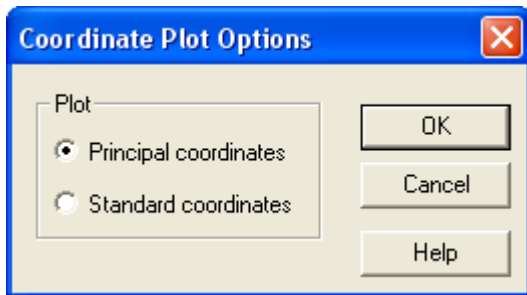 Coordinate Plot Options
Plot
Principal coordinates
Standard coordinates
OK
Cancel
Help